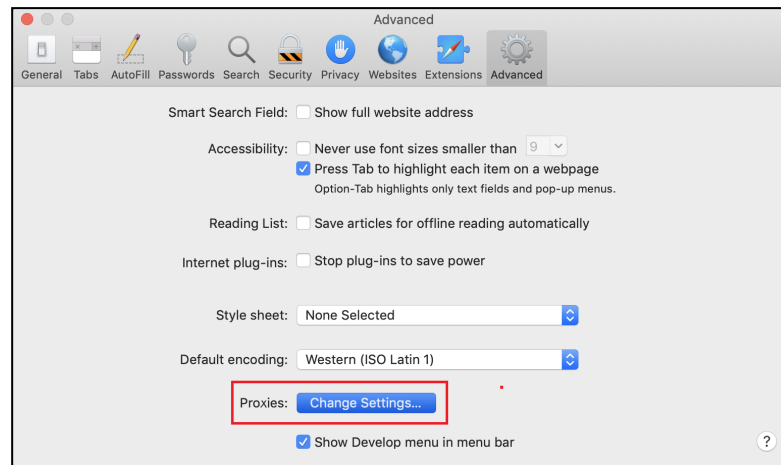 Advanced
General Tabs AutoFill Passwords Search Security Privacy Websites Extensions Advanced
Smart Search Field: Show full website address
Accessibility: Never use font sizes smaller than 9
Press Tab to highlight each item on a webpage
Option-Tab highlights only text fields and pop-up menus.
Reading List: Save articles for offline reading automatically
Internet plug-ins: Stop plug-ins to save power
Style sheet: None Selected
Default encoding: Western (ISO Latin 1)
Proxies: Change Settings...
Show Develop menu in menu bar ?